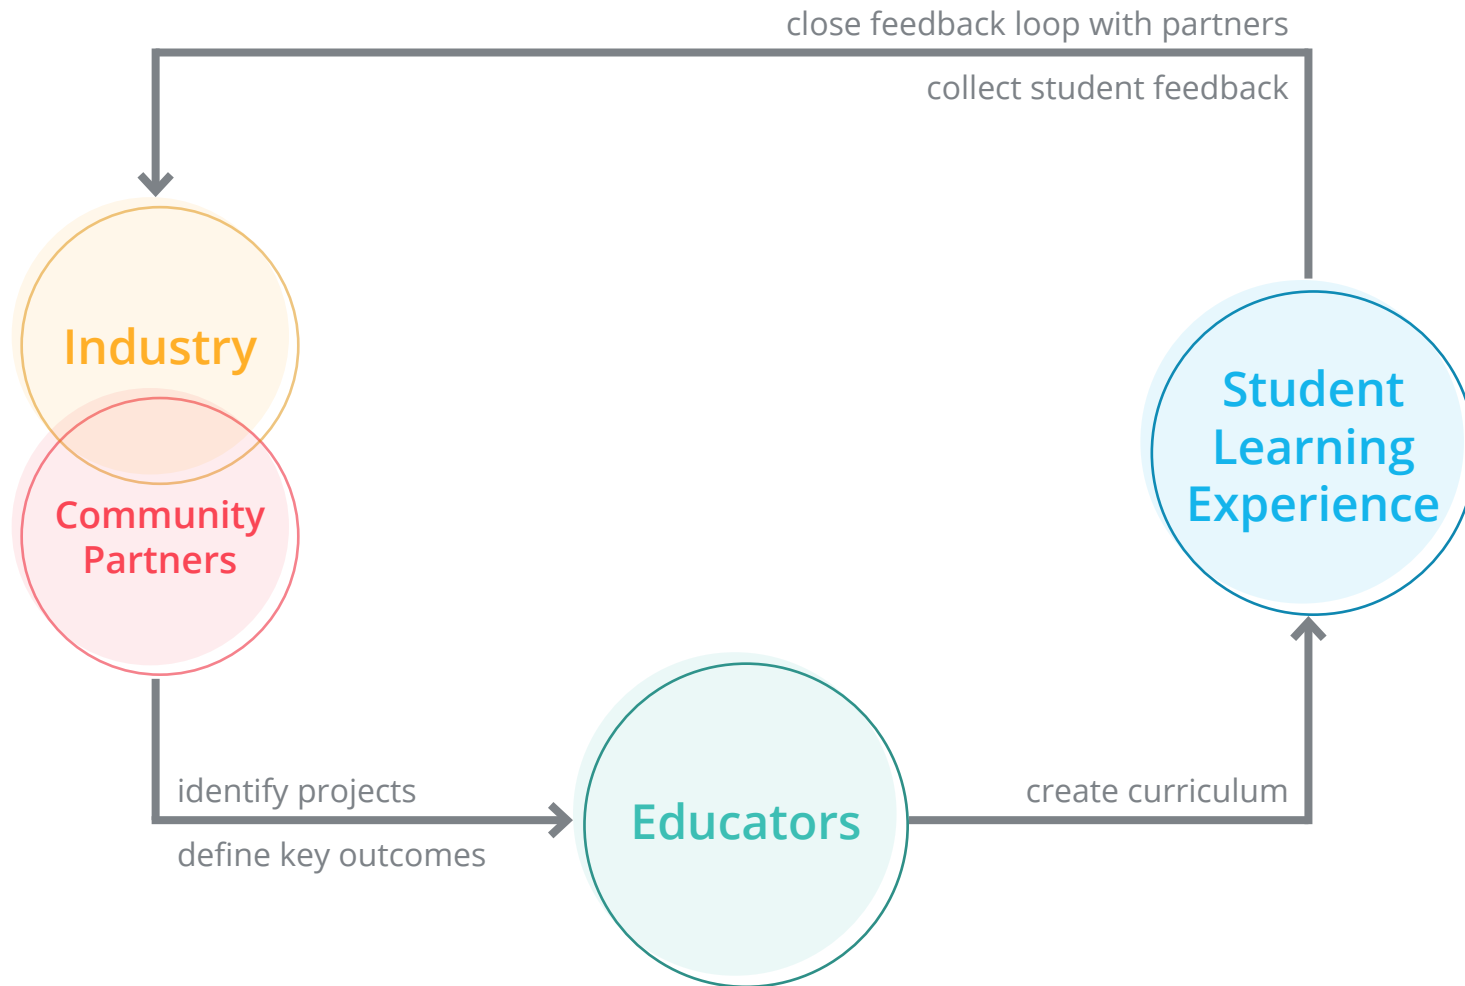 close feedback loop with partners
collect student feedback
Industry
Community
Partners
Student
Learning
Experience
identify projects
define key outcomes
Educators
create curriculum